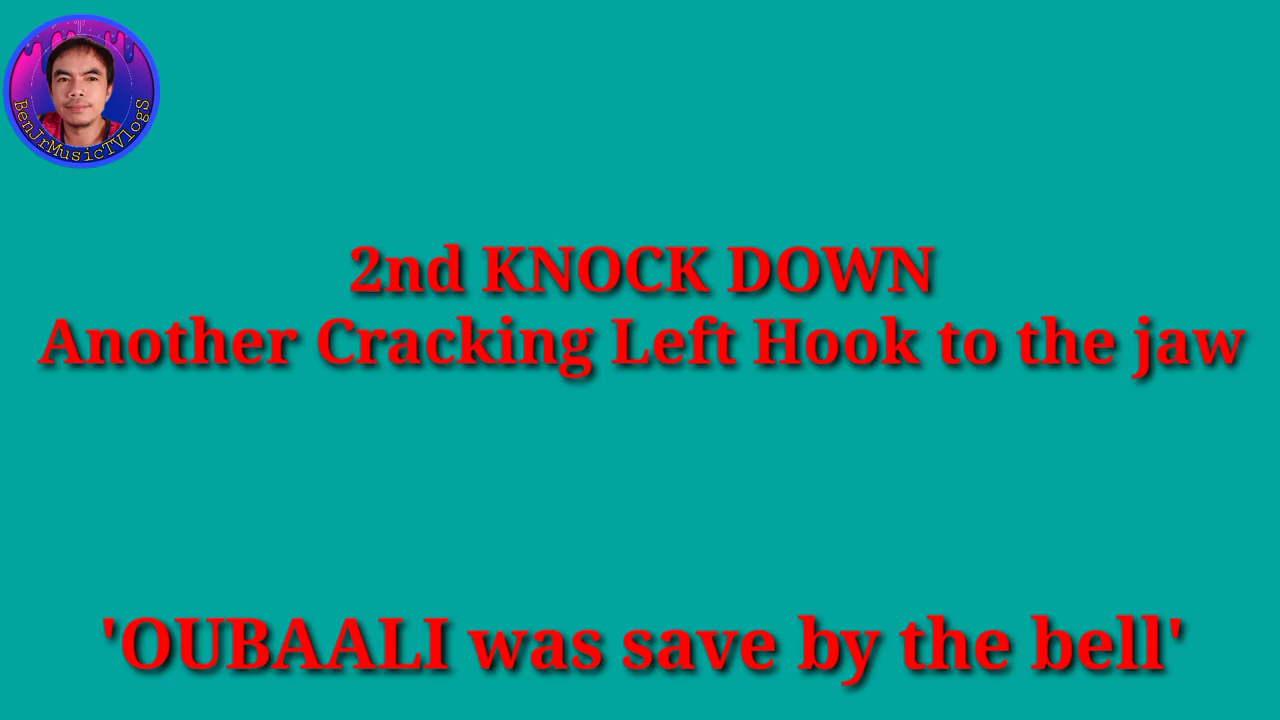 BenJrMusicTVlogS
2nd KNOCK DOWN
Another Cracking Left Hook to the jaw
'OUBAALI was save by the bell'